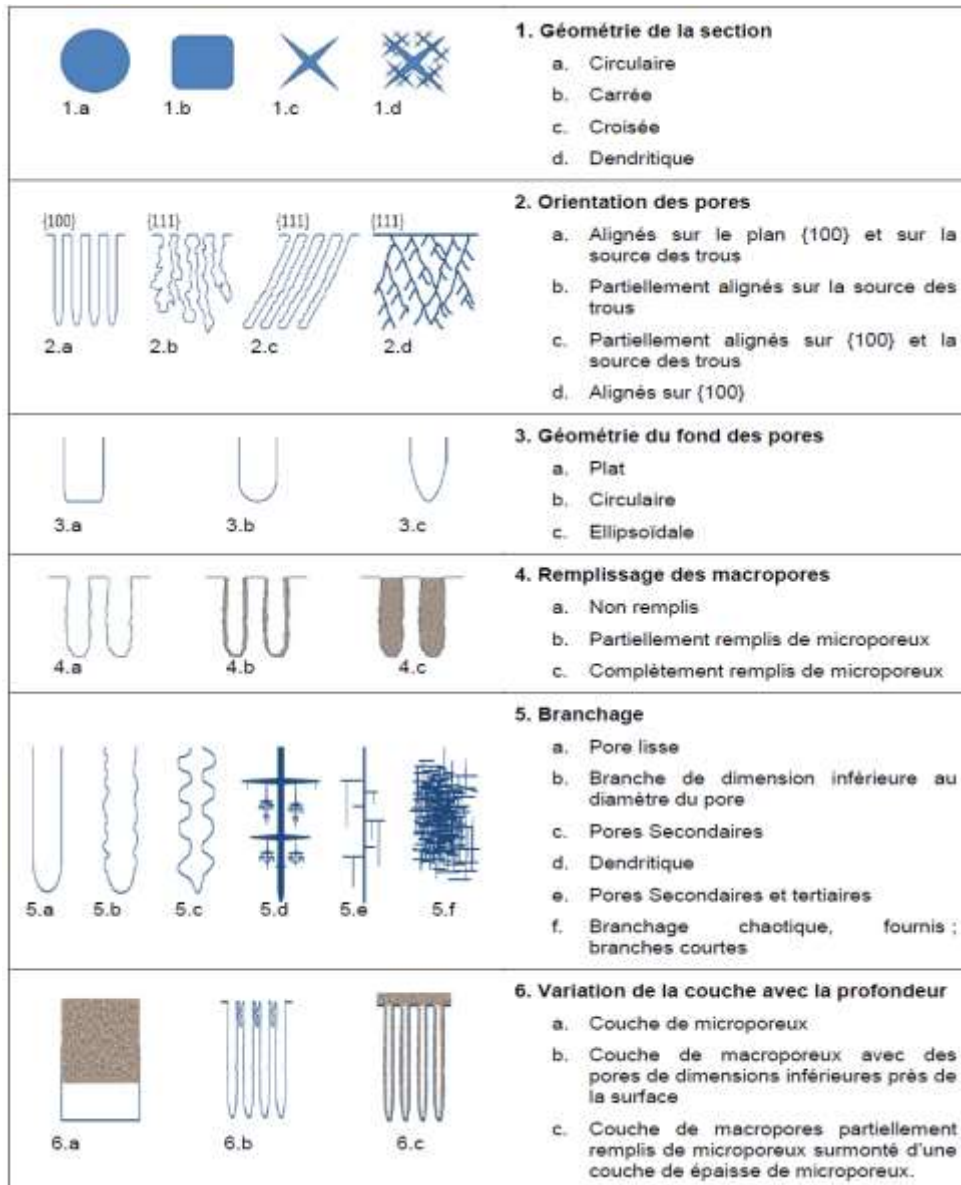 1.a 1.b 1.c 1.d
1. Géométrie de la section
a. Circulaire
b. Carrée
c. Croisée
d. Dendritique
{100} {111} {111} {111}
2.a 2.b 2.c 2.d
2. Orientation des pores
a. Alignés sur le plan {100} et sur la
source des trous
b. Partiellement alignés sur la source des
trous
c. Partiellement alignés sur {100} et la
source des trous
d. Alignés sur {100}
3.a 3.b 3.c
3. Géométrie du fond des pores
a. Plat
b. Circulaire
c. Ellipsoïdale
4.a 4.b 4.c
4. Remplissage des macropores
a. Non remplis
b. Partiellement remplis de microporeux
c. Complètement remplis de microporeux
5.a 5.b 5.c 5.d 5.e 5.f
5. Branchage
a. Pore lisse
b. Branche de dimension inférieure au
diamètre du pore
c. Pores Secondaires
d. Dendritique
e. Pores Secondaires et tertiaires
f. Branchage chaotique, fournis ;
branches courtes
6.a 6.b 6.c
6. Variation de la couche avec la profondeur
a. Couche de microporeux
b. Couche de macroporeux avec des
pores de dimensions inférieures près de
la surface
c. Couche de macropores partiellement
remplis de microporeux surmonté d'une
couche de épaisse de microporeux.